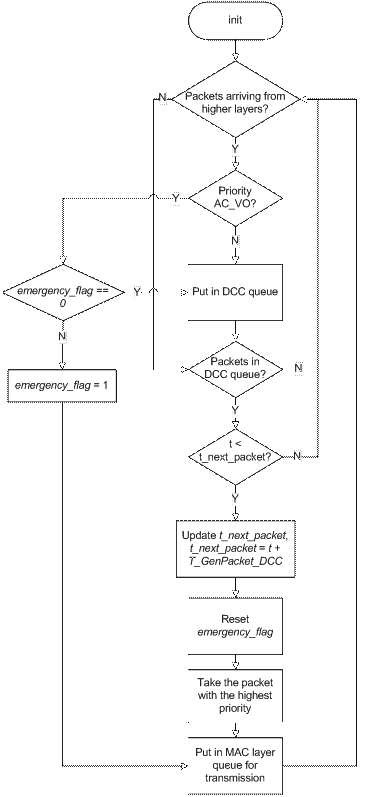 init
Packets arriving from
higher layers?
N
Y
Priority
AC_VO?
Y
N
emergency_flag ==
0
Y
Put in DCC queue
N
emergency_flag = 1
Packets in
DCC queue?
N
Y
t <
t_next_packet?
N
Y
Update t_next_packet,
t_next_packet = t +
T_GenPacket_DCC
Reset
emergency_flag
Take the packet
with the highest
priority
Put in MAC layer
queue for
transmission